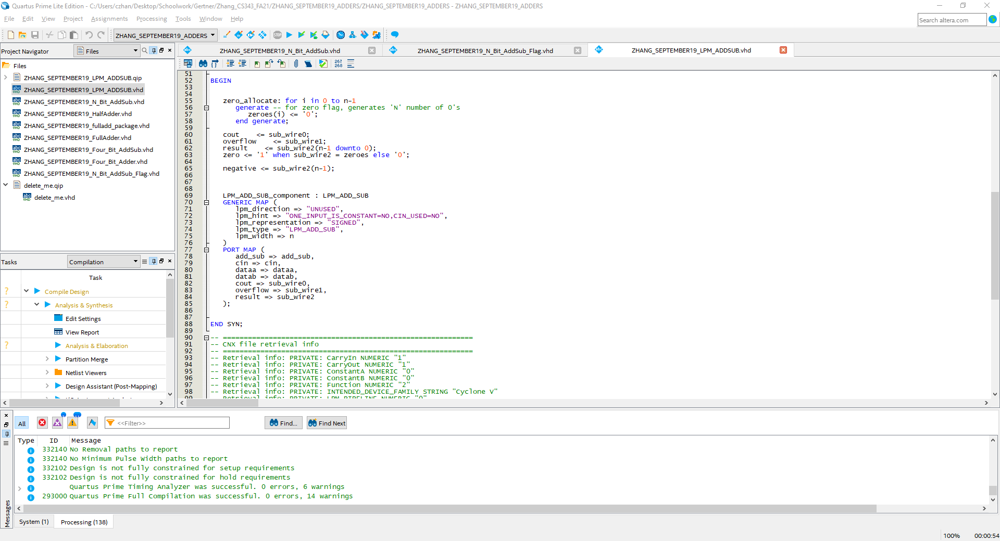 Quartus Prime Lite Edition - C:/Users/czhan/Desktop/Schoolwork/Gertner/Zhang_CS343_FA21/ZHANG_SEPTEMBER19_ADDERS/ZHANG_SEPTEMBER19_ADDERS - ZHANG_SEPTEMBER19_ADDERS
File Edit View Project Assignments Processing Tools Window Help
Search altera.com
ZHANG_SEPTEMBER19_ADDERS
STOP
Project Navigator
Files
ZHANG_SEPTEMBER19_N_Bit_AddSub.vhd
ZHANG_SEPTEMBER19_N_Bit_AddSub_Flag.vhd
ZHANG_SEPTEMBER19_LPM_ADDSUB.vhd
267
268
Files
ZHANG_SEPTEMBER19_LPM_ADDSUB.qip
ZHANG_SEPTEMBER19_LPM_ADDSUB.vhd
ZHANG_SEPTEMBER19_N_Bit_AddSub.vhd
ZHANG_SEPTEMBER19_HalfAdder.vhd
ZHANG_SEPTEMBER19_fulladd_package.vhd
ZHANG_SEPTEMBER19_FullAdder.vhd
ZHANG_SEPTEMBER19_Four_Bit_AddSub.vhd
ZHANG_SEPTEMBER19_Four_Bit_Adder.vhd
ZHANG_SEPTEMBER19_N_Bit_AddSub_Flag.vhd
delete_me.qip
delete_me.vhd
Tasks
Compilation
Task
Compile Design
Analysis & Synthesis
Edit Settings
View Report
Analysis & Elaboration
Partition Merge
Netlist Viewers
Design Assistant (Post-Mapping)
51
52 BEGIN
53
54
55 zero_allocate: for i in 0 to n-1
56 generate -- for zero flag, generates 'N' number of 0's
57 zeroes(i) <= '0';
58 end generate;
59
60 cout <= sub_wire0;
61 overflow <= sub_wire1;
62 result <= sub_wire2(n-1 downto 0);
63 zero <= '1' when sub_wire2 = zeroes else '0';
64
65 negative <= sub_wire2(n-1);
66
67
68
69 LPM_ADD_SUB_component : LPM_ADD_SUB
70 GENERIC MAP (
71 lpm_direction => "UNUSED",
72 lpm_hint => "ONE_INPUT_IS_CONSTANT=NO,CIN_USED=NO",
73 lpm_representation => "SIGNED",
74 lpm_type => "LPM_ADD_SUB",
75 lpm_width => n
76 )
77 PORT MAP (
78 add_sub => add_sub,
79 cin => cin,
80 dataa => dataa,
81 datab => datab,
82 cout => sub_wire0,
83 overflow => sub_wire1,
84 result => sub_wire2
85 );
86
87
88 END SYN;
89
90 -- ============================================================
91 -- CNX file retrieval info
92 -- ============================================================
93 -- Retrieval info: PRIVATE: CarryIn NUMERIC "1"
94 -- Retrieval info: PRIVATE: CarryOut NUMERIC "1"
95 -- Retrieval info: PRIVATE: ConstantA NUMERIC "0"
96 -- Retrieval info: PRIVATE: ConstantB NUMERIC "0"
97 -- Retrieval info: PRIVATE: Function NUMERIC "2"
98 -- Retrieval info: PRIVATE: INTENDED_DEVICE_FAMILY STRING "Cyclone V"
99 -- Retrieval info: PRIVATE: LPM_PIPELINE NUMERIC "0"
All
<<Filter>>
Find...
Find Next
Type ID Message
332140 No Removal paths to report
332140 No Minimum Pulse Width paths to report
332102 Design is not fully constrained for setup requirements
332102 Design is not fully constrained for hold requirements
Quartus Prime Timing Analyzer was successful. 0 errors, 6 warnings
293000 Quartus Prime Full Compilation was successful. 0 errors, 14 warnings
Messages
System (1)
Processing (138)
100%
00:00:54